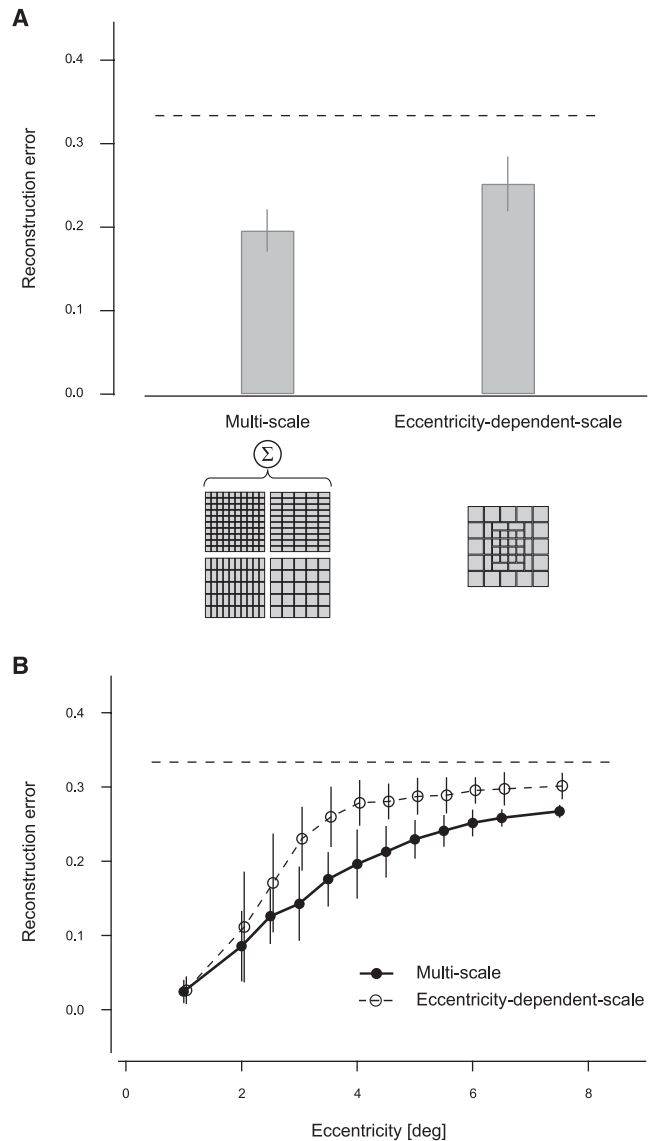 A
Reconstruction error
0.4
0.3
0.2
0.1
0.0
Multi-scale
Eccentricity-dependent-scale
Σ
B
Reconstruction error
0.4
0.3
0.2
0.1
0.0
Multi-scale
Eccentricity-dependent-scale
0 2 4 6 8
Eccentricity [deg]